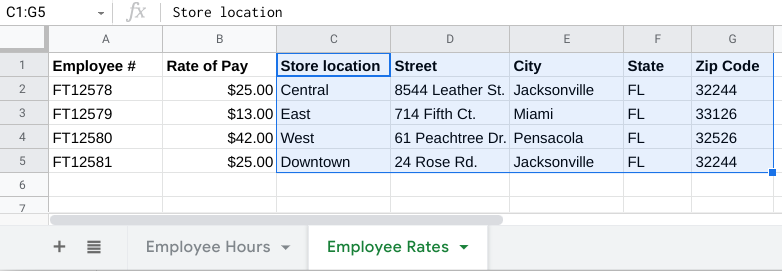 C1:G5 fx Store location
A B C D E F G
1 Employee # Rate of Pay Store location Street City State Zip Code
2 FT12578 $25.00 Central 8544 Leather St. Jacksonville FL 32244
3 FT12579 $13.00 East 714 Fifth Ct. Miami FL 33126
4 FT12580 $42.00 West 61 Peachtree Dr. Pensacola FL 32526
5 FT12581 $25.00 Downtown 24 Rose Rd. Jacksonville FL 32244
6
7
+ Employee Hours Employee Rates